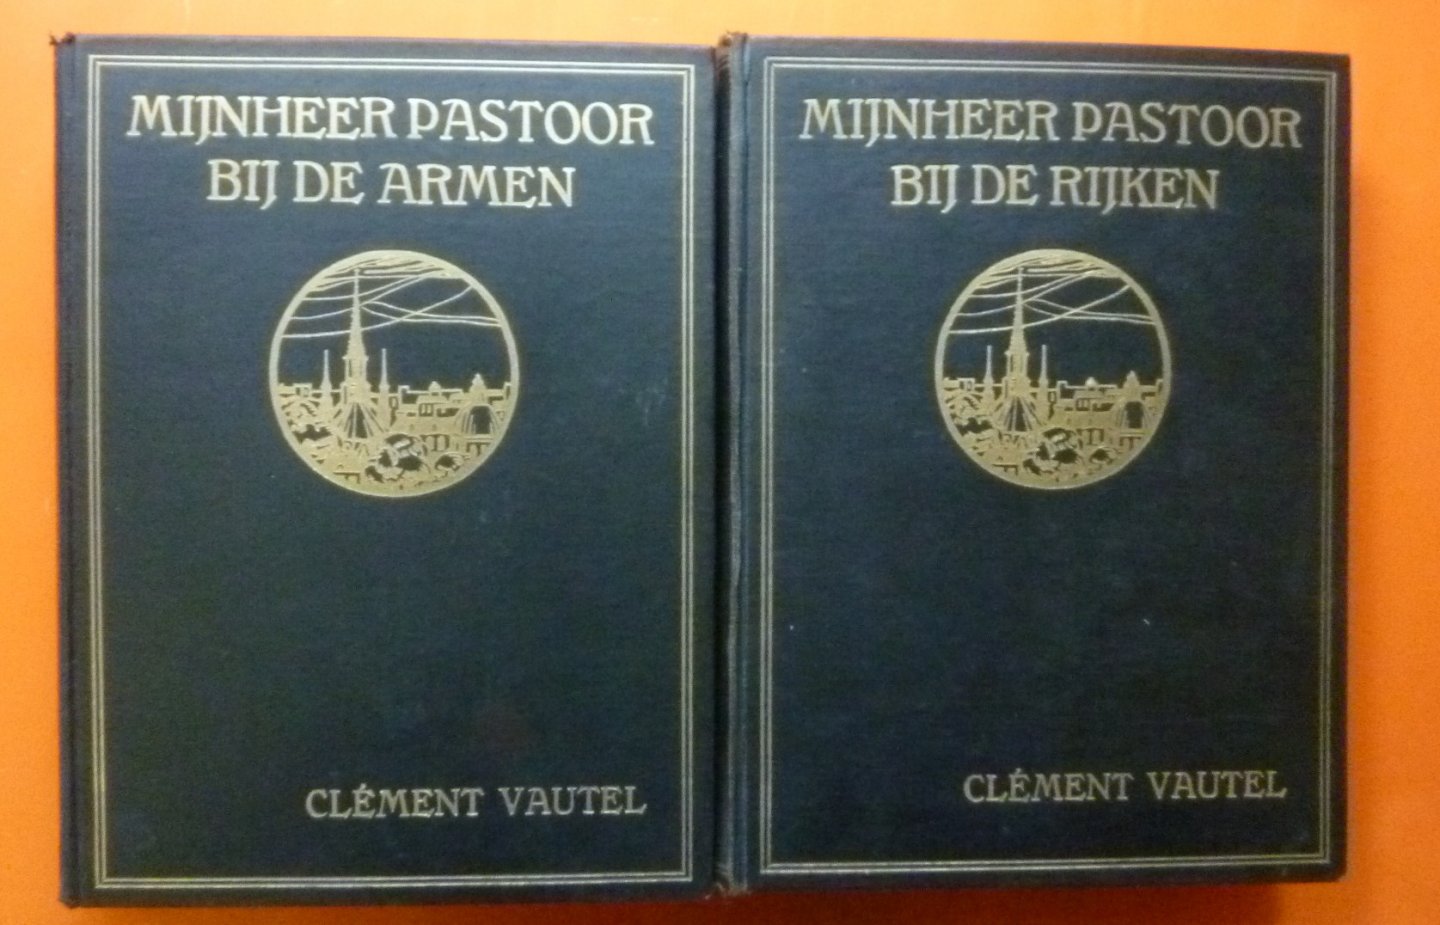 MIJNHEER PASTOOR
BIJ DE ARMEN
CLÉMENT VAUTEL
MIJNHEER PASTOOR
BIJ DE RIJKEN
CLÉMENT VAUTEL